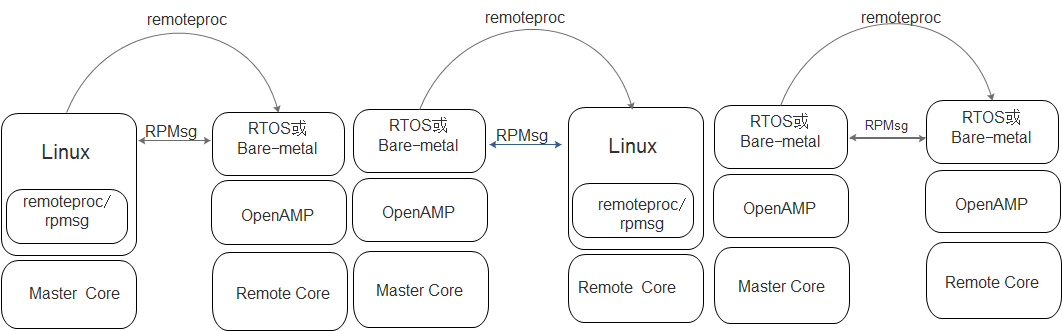 remoteproc
RPMsg
Linux
remoteproc/
rpmsg
Master Core
RTOS或
Bare-metal
OpenAMP
Remote Core
remoteproc
RPMsg
RTOS或
Bare-metal
OpenAMP
Master Core
Linux
remoteproc/
rpmsg
Remote Core
remoteproc
RPMsg
RTOS或
Bare-metal
OpenAMP
Master Core
RTOS或
Bare-metal
OpenAMP
Remote Core